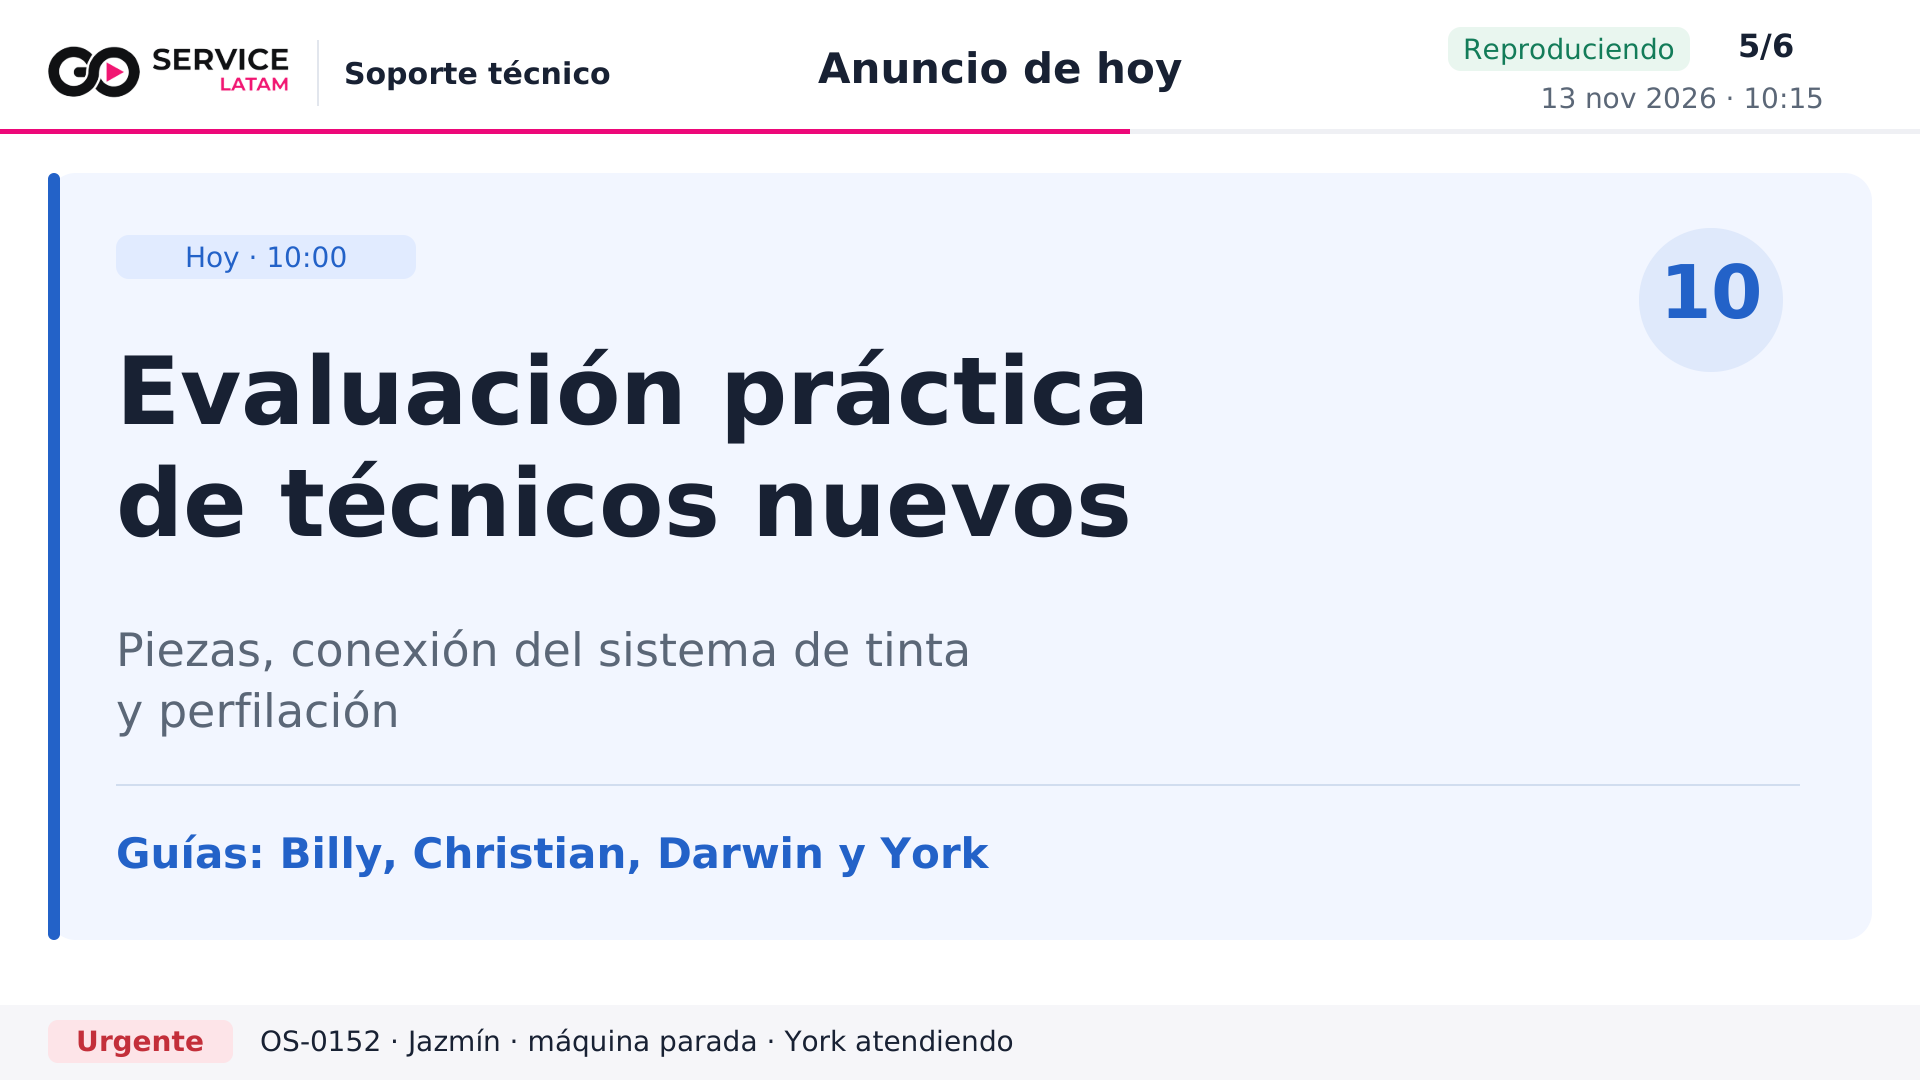 GO SERVICE
LATAM
Soporte técnico
Anuncio de hoy
Reproduciendo
5/6
13 nov 2026 · 10:15
Hoy · 10:00
10
Evaluación práctica
de técnicos nuevos
Piezas, conexión del sistema de tinta
y perfilación
Guías: Billy, Christian, Darwin y York
Urgente
OS-0152 · Jazmín · máquina parada · York atendiendo